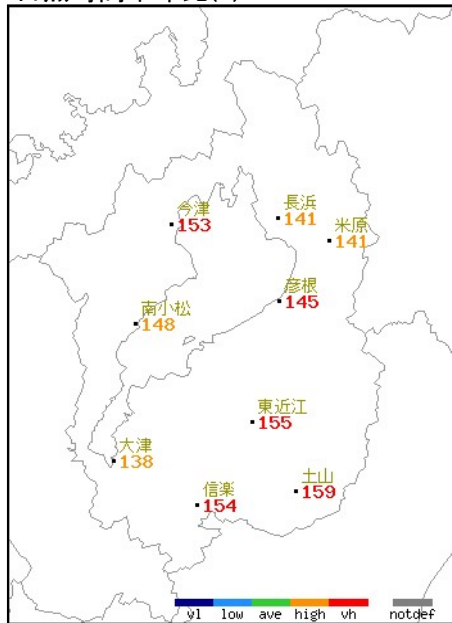 今津
153
長浜
141
米原
141
彦根
145
南小松
148
東近江
155
大津
138
信楽
154
土山
159
vl low ave high vh notdef